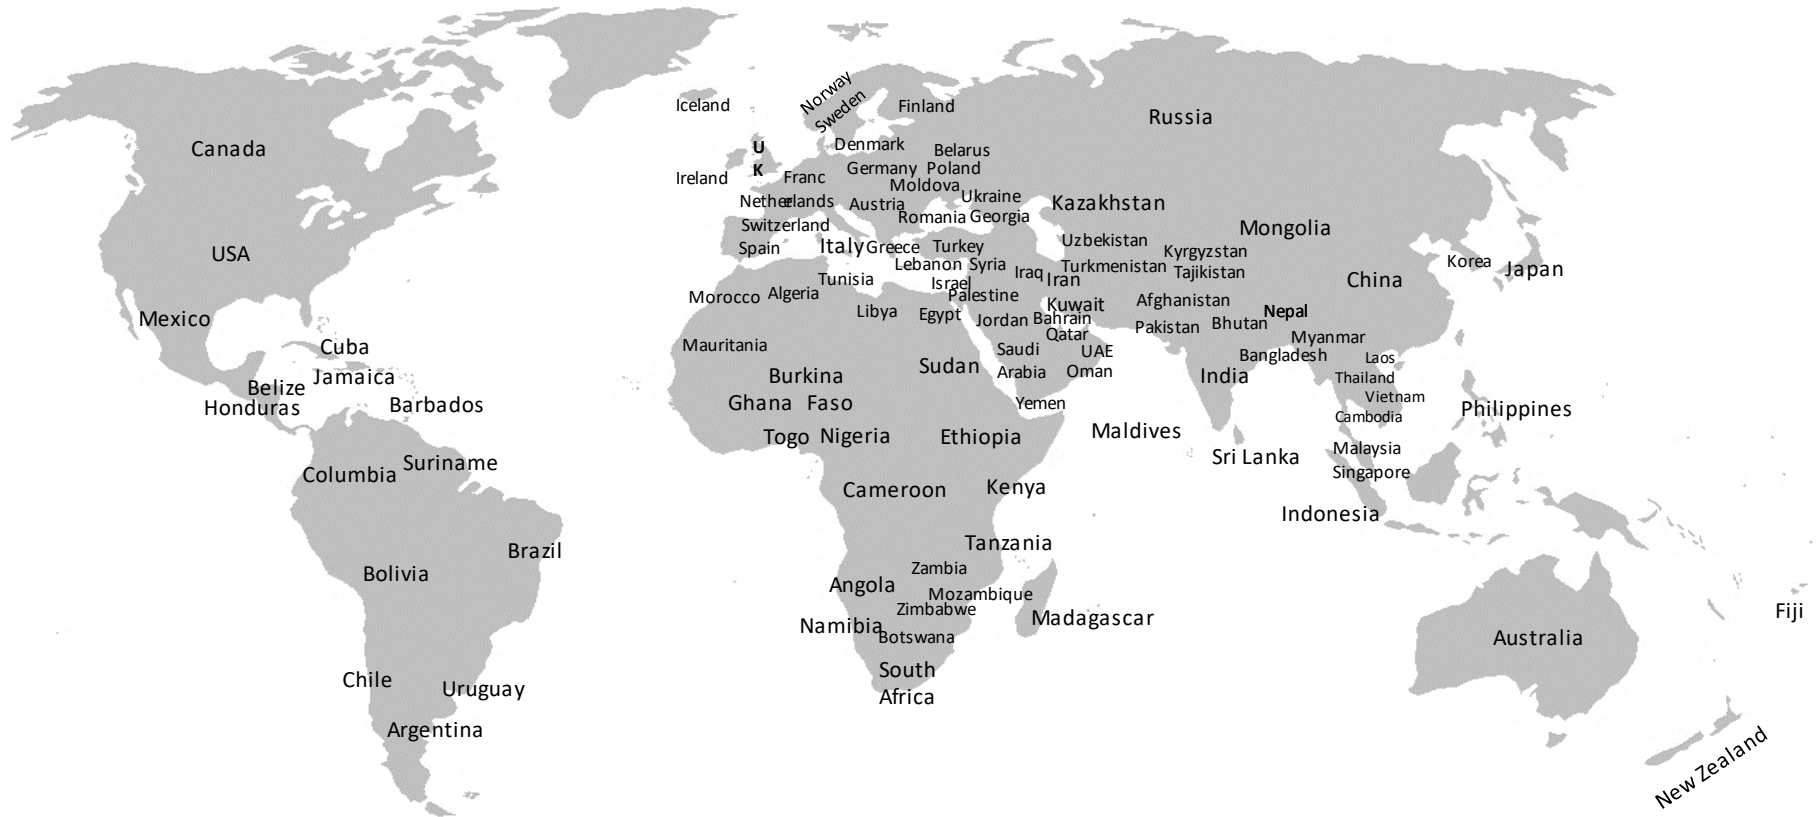 Canada
USA
Mexico
Cuba
Jamaica
Belize
Honduras
Barbados
Columbia
Suriname
Brazil
Bolivia
Chile
Uruguay
Argentina
Iceland
Norway
Sweden
Finland
Russia
U
K
Ireland
Denmark
Belarus
Germany
Poland
Franc
e
Moldova
Netherlands
Austria
Ukraine
Romania
Georgia
Switzerland
Spain
Italy
Greece
Turkey
Lebanon
Syria
Israel
Palestine
Iraq
Iran
Kuwait
Jordan
Bahrain
Qatar
Saudi
Arabia
UAE
Oman
Yemen
Kazakhstan
Uzbekistan
Kyrgyzstan
Turkmenistan
Tajikistan
Afghanistan
Pakistan
Mongolia
China
Korea
Japan
Nepal
Bhutan
Myanmar
Bangladesh
India
Laos
Thailand
Vietnam
Cambodia
Philippines
Maldives
Sri Lanka
Malaysia
Singapore
Indonesia
Tunisia
Morocco
Algeria
Libya
Egypt
Mauritania
Sudan
Burkina
Faso
Ghana
Togo
Nigeria
Ethiopia
Cameroon
Kenya
Tanzania
Zambia
Angola
Mozambique
Zimbabwe
Madagascar
Namibia
Botswana
South
Africa
Australia
Fiji
New Zealand